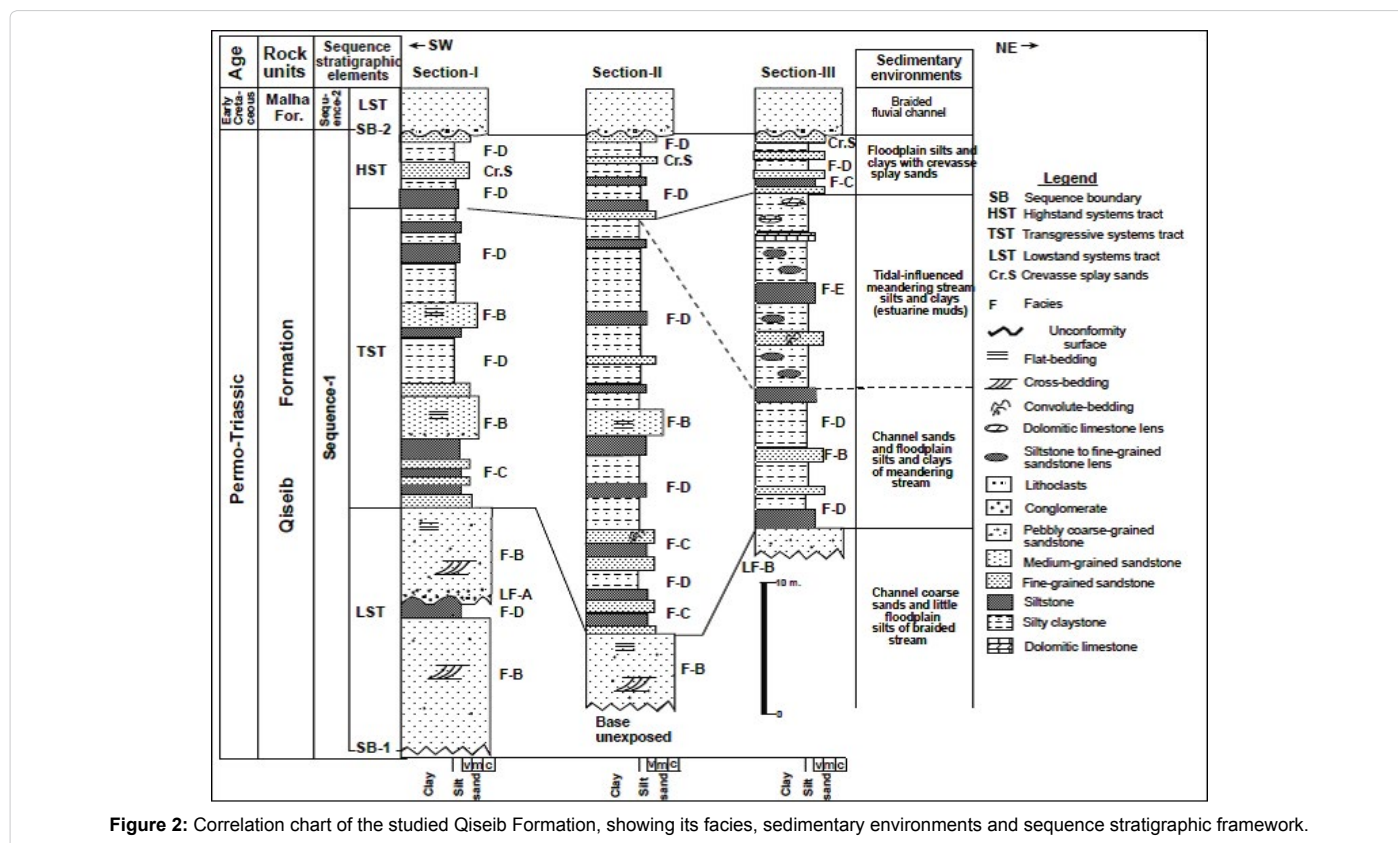 Age
Rock
units
Sequence
stratigraphic
elements
← SW
NE →
Section-I
Section-II
Section-III
Sedimentary
environments
Early
Creta-
ceous
Malha
For.
Sequ-
ence-2
LST
SB-2
HST
TST
LST
SB-1
Permo-Triassic
Qiseib Formation
Sequence-1
F-D
Cr.S
F-D
F-D
F-B
F-D
F-B
F-C
F-B
LF-A
F-D
F-B
F-D
Cr.S
F-D
F-D
F-B
F-D
F-C
F-D
F-C
F-B
Base
unexposed
Cr.S
F-D
F-C
F-E
F-D
F-B
F-D
LF-B
10 m.
0
Braided
fluvial channel
Floodplain silts and
clays with crevasse
splay sands
Tidal-influenced
meandering stream
silts and clays
(estuarine muds)
Channel sands
and floodplain
silts and clays
of meandering
stream
Channel coarse
sands and little
floodplain
silts of braided
stream
Clay
Silt
sand
v m c
Clay
Silt
sand
v m c
Clay
Silt
sand
v m c
Legend
SB Sequence boundary
HST Highstand systems tract
TST Transgressive systems tract
LST Lowstand systems tract
Cr.S Crevasse splay sands
F Facies
Unconformity
surface
Flat-bedding
Cross-bedding
Convolute-bedding
Dolomitic limestone lens
Siltstone to fine-grained
sandstone lens
Lithoclasts
Conglomerate
Pebbly coarse-grained
sandstone
Medium-grained sandstone
Fine-grained sandstone
Siltstone
Silty claystone
Dolomitic limestone
Figure 2: Correlation chart of the studied Qiseib Formation, showing its facies, sedimentary environments and sequence stratigraphic framework.